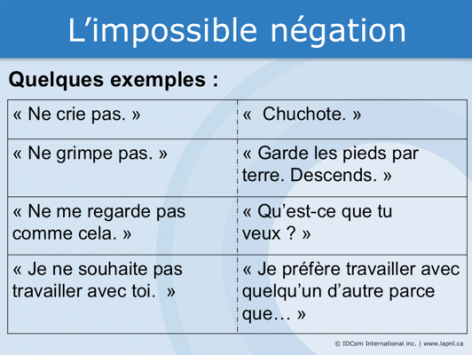 L’impossible négation
Quelques exemples :
« Ne crie pas. »
«  Chuchote. »
« Ne grimpe pas. »
« Garde les pieds par
terre. Descends. »
« Ne me regarde pas
comme cela. »
« Qu’est-ce que tu
veux ? »
« Je ne souhaite pas
travailler avec toi.  »
« Je préfère travailler avec
quelqu’un d’autre parce
que… »
© IDCom International inc. | www.lapnl.ca